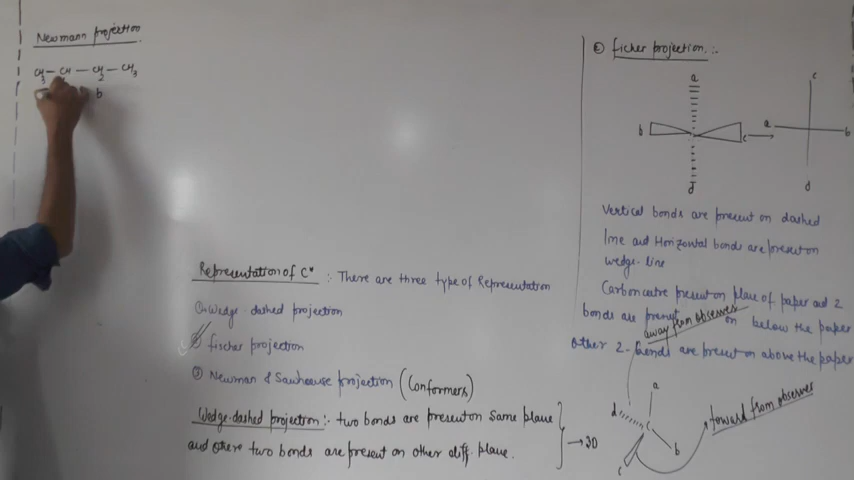 Newmann projection
CH3 — CH — CH2 — CH3
b
Representation of C* : There are three type of Representation
① Wedge-dashed projection
② fischer projection
③ Newman & Sawhorse projection (Conformers)
Wedge-dashed projection :- two bonds are present on same plane
and othere two bonds are present on other diff. plane.
→ 3D
② ficher projection :-
a
b
c
d
c
a
b
d
Vertical bonds are present on dashed
line and Horizontal bonds are present on
wedge-line
Carbon centre present on plane of paper and 2
bonds are present on below the paper
away from observer
other 2-bonds are present on above the paper
a
d
C
b
c
toward from observer